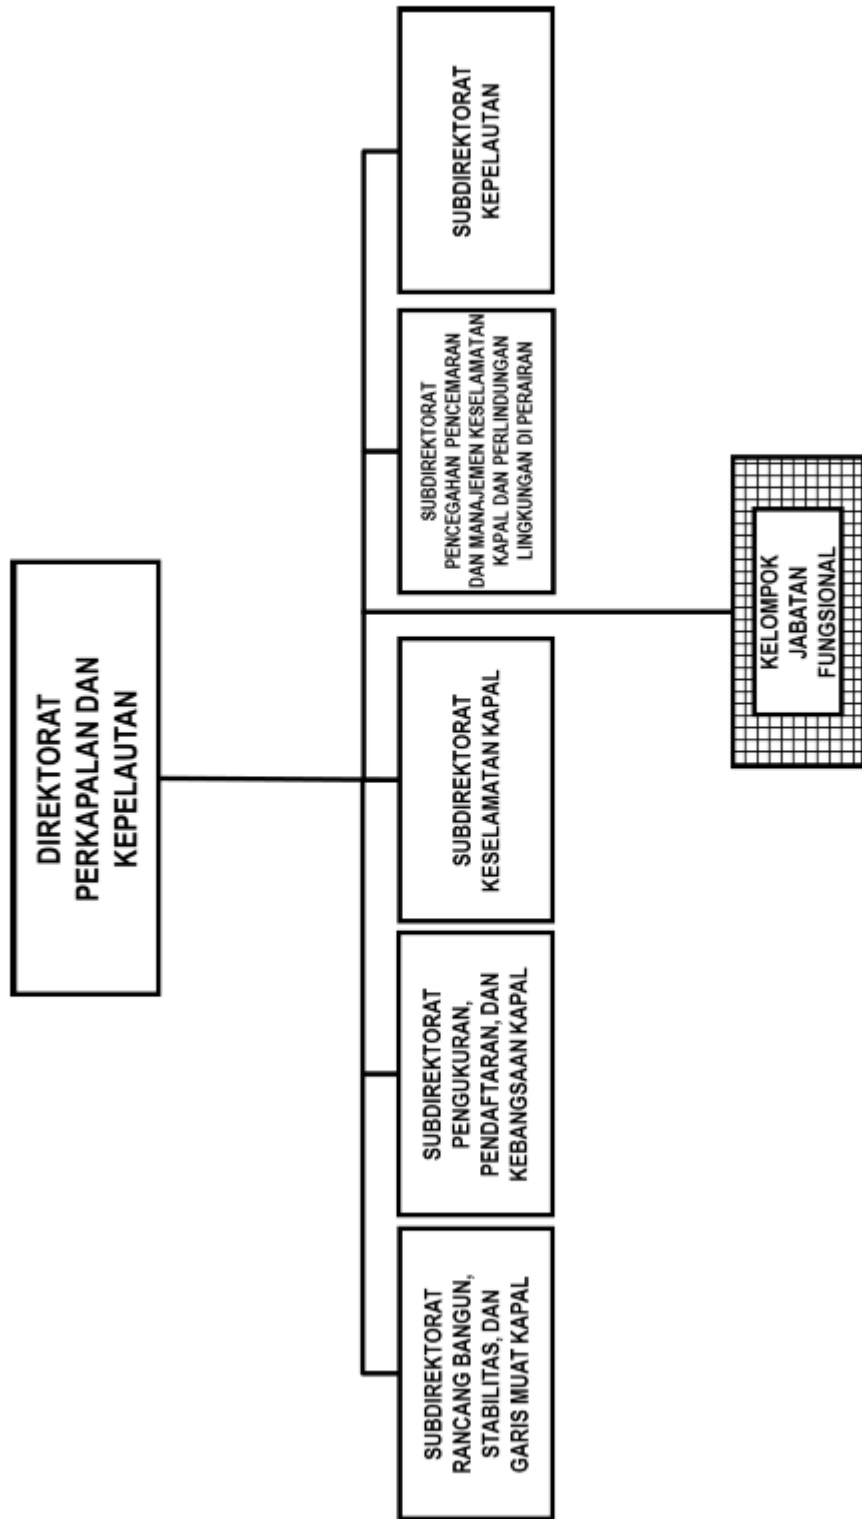 DIREKTORAT
PERKAPALAN DAN
KEPELAUTAN
SUBDIREKTORAT
RANCANG BANGUN,
STABILITAS, DAN
GARIS MUAT KAPAL
SUBDIREKTORAT
PENGUKURAN,
PENDAFTARAN, DAN
KEBANGSAAN KAPAL
SUBDIREKTORAT
KESELAMATAN KAPAL
SUBDIREKTORAT
PENCEGAHAN PENCEMARAN
DAN MANAJEMEN KESELAMATAN
KAPAL DAN PERLINDUNGAN
LINGKUNGAN DI PERAIRAN
SUBDIREKTORAT
KEPELAUTAN
KELOMPOK
JABATAN
FUNGSIONAL